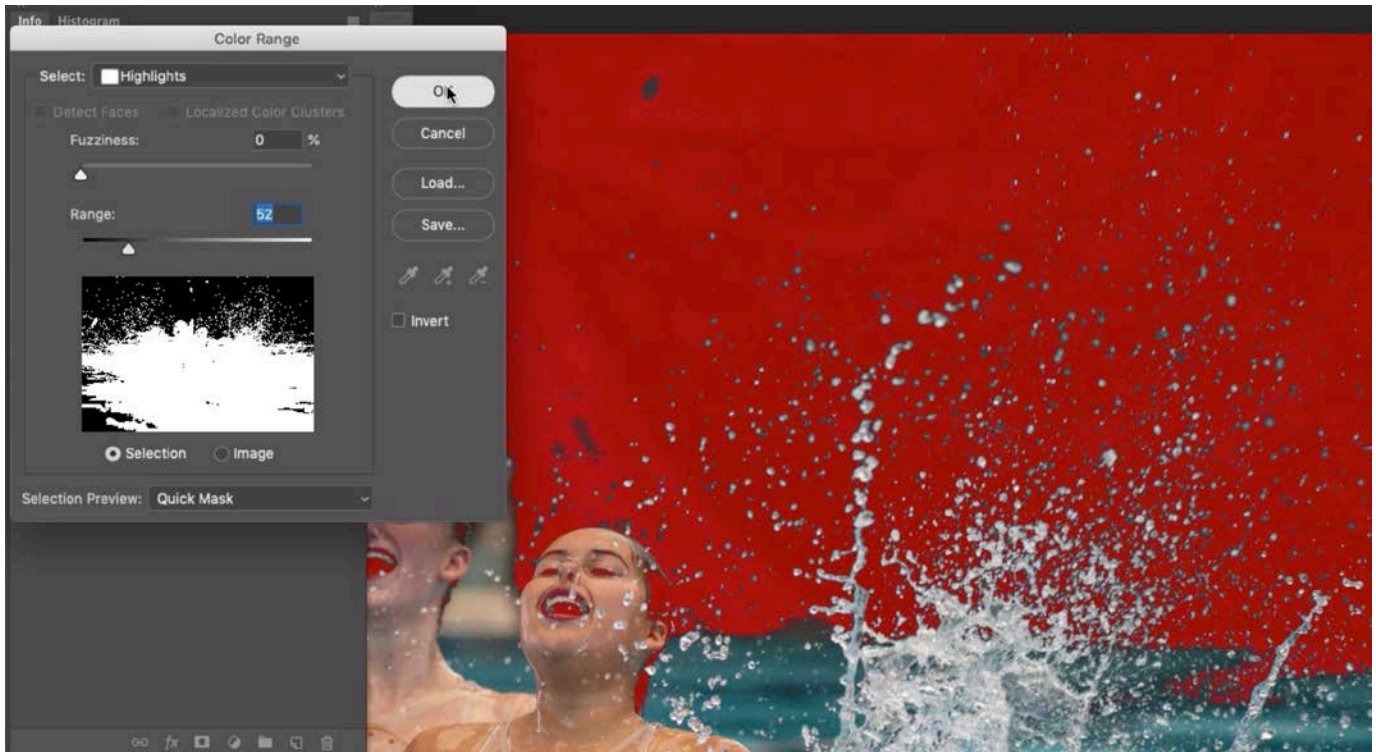 Info Histogram
Color Range
Select: Highlights
Detect Faces Localized Color Clusters
Fuzziness: 0 %
Range: 52
Selection Image
Selection Preview: Quick Mask
Cancel
Load...
Save...
Invert
fx